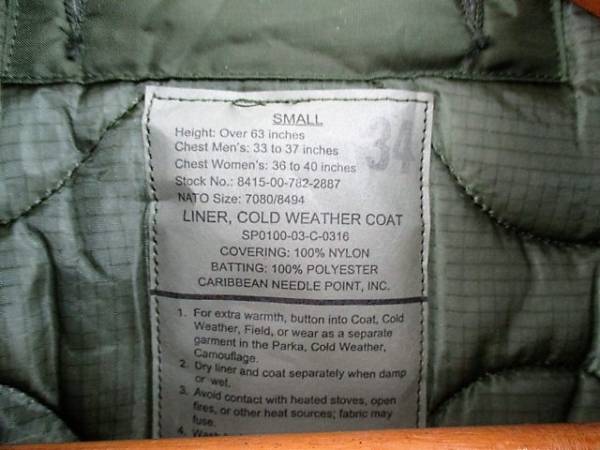 SMALL
34
Height: Over 63 inches
Chest Men's: 33 to 37 inches
Chest Women's: 36 to 40 inches
Stock No.: 8415-00-782-2887
NATO Size: 7080/8494
LINER, COLD WEATHER COAT
SP0100-03-C-0316
COVERING: 100% NYLON
BATTING: 100% POLYESTER
CARIBBEAN NEEDLE POINT, INC.
1. For extra warmth, button into Coat, Cold
Weather, Field, or wear as a separate
garment in the Parka, Cold Weather,
Camouflage.
2. Dry liner and coat separately when damp
or wet.
3. Avoid contact with heated stoves, open
fires, or other heat sources; fabric may
fuse.
4.